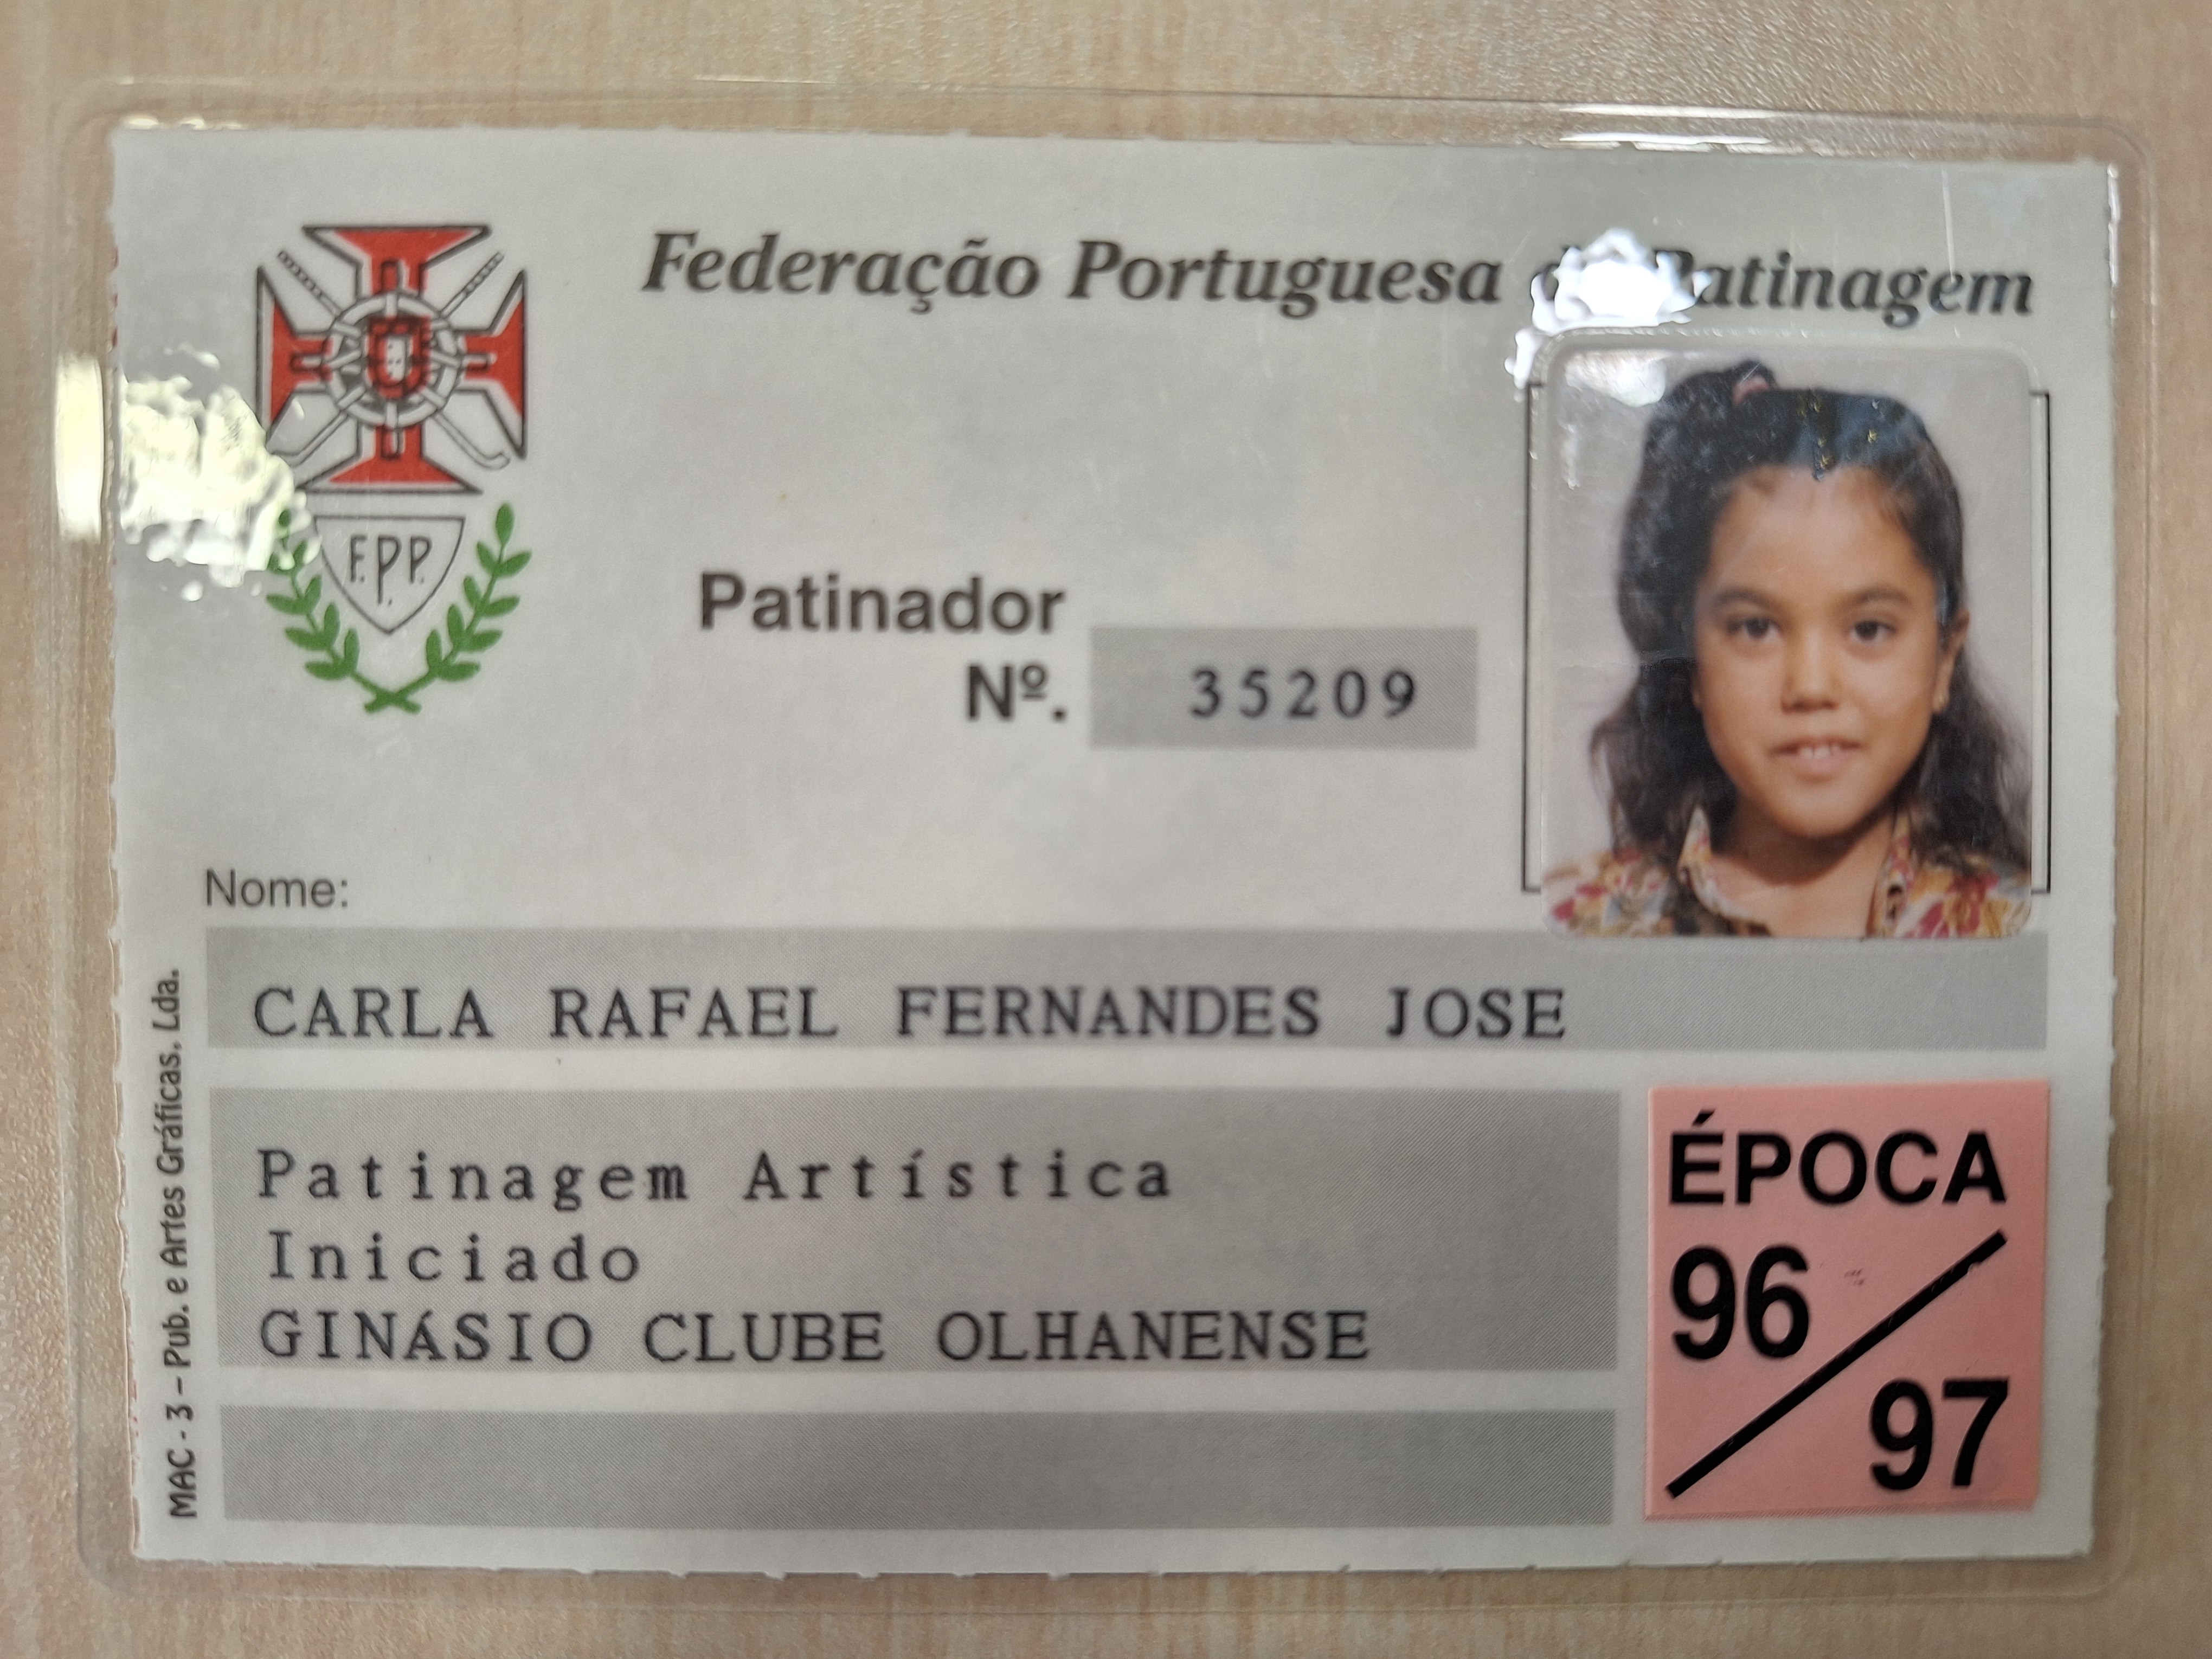 Federação Portuguesa de Patinagem
F.P.P.
Patinador
Nº. 35209
Nome:
CARLA RAFAEL FERNANDES JOSE
Patinagem Artística
Iniciado
GINÁSIO CLUBE OLHANENSE
ÉPOCA
96
97
MAC - 3 – Pub. e Artes Gráficas, Lda.